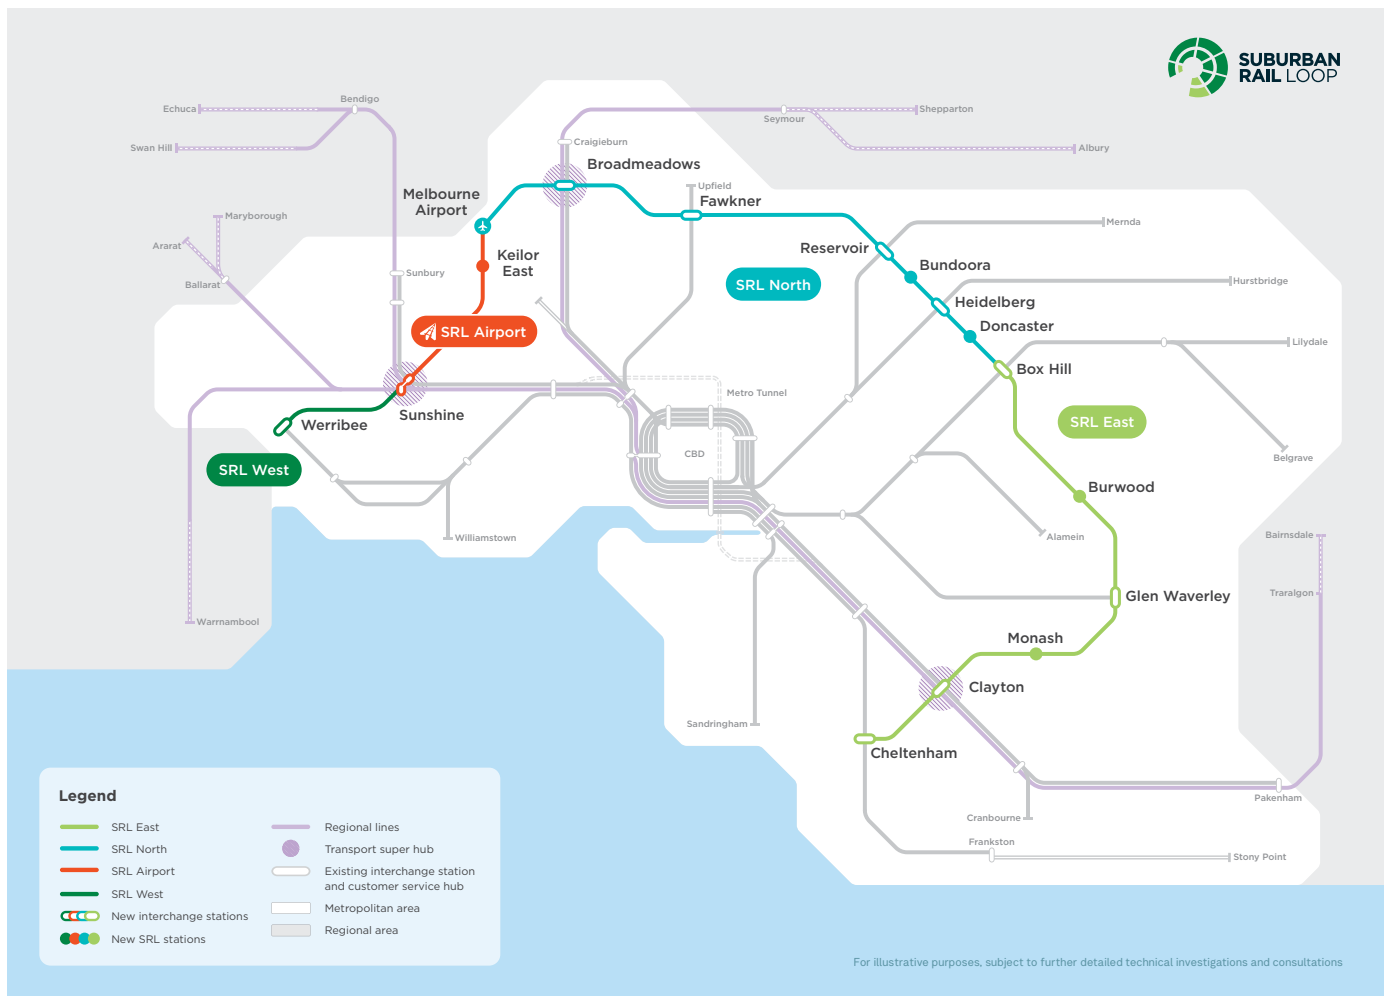 SUBURBAN
RAIL LOOP
Echuca
Bendigo
Swan Hill
Seymour
Shepparton
Albury
Craigieburn
Broadmeadows
Melbourne
Airport
Upfield
Fawkner
Maryborough
Ararat
Ballarat
Sunbury
Keilor
East
Reservoir
Mernda
Bundoora
SRL North
Hurstbridge
Heidelberg
Doncaster
SRL Airport
Lilydale
Box Hill
Metro Tunnel
Sunshine
Werribee
SRL East
CBD
Belgrave
SRL West
Burwood
Williamstown
Alamein
Bairnsdale
Traralgon
Glen Waverley
Warrnambool
Monash
Clayton
Sandringham
Cheltenham
Pakenham
Cranbourne
Frankston
Stony Point
Legend
SRL East
SRL North
SRL Airport
SRL West
New interchange stations
New SRL stations
Regional lines
Transport super hub
Existing interchange station
and customer service hub
Metropolitan area
Regional area
For illustrative purposes, subject to further detailed technical investigations and consultations